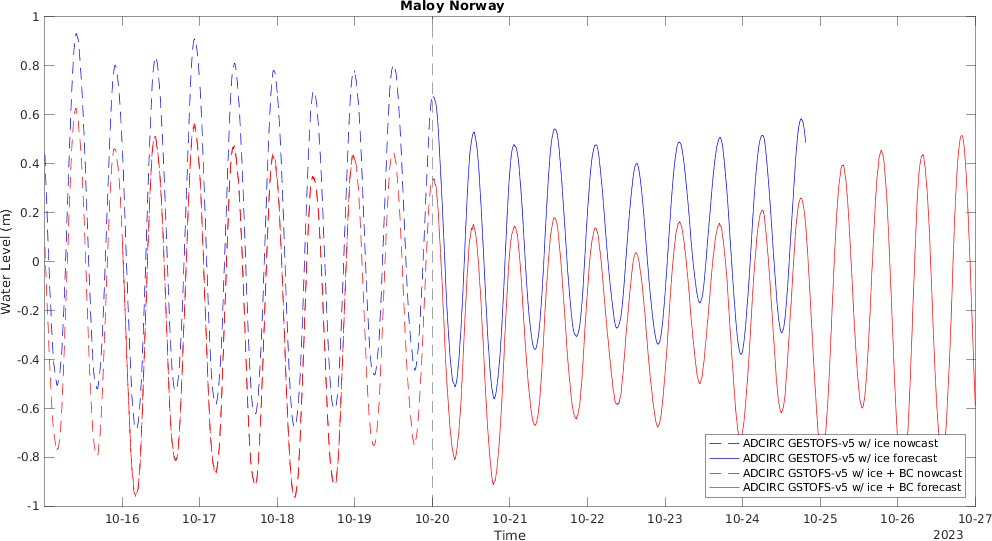 Maloy Norway
1
0.8
0.6
0.4
0.2
0
-0.2
-0.4
-0.6
-0.8
-1
Water Level (m)
ADCIRC GESTOFS-v5 w/ ice nowcast
ADCIRC GESTOFS-v5 w/ ice forecast
ADCIRC GSTOFS-v5 w/ ice + BC nowcast
ADCIRC GSTOFS-v5 w/ ice + BC forecast
10-16 10-17 10-18 10-19 10-20 10-21 10-22 10-23 10-24 10-25 10-26 10-27
Time
2023